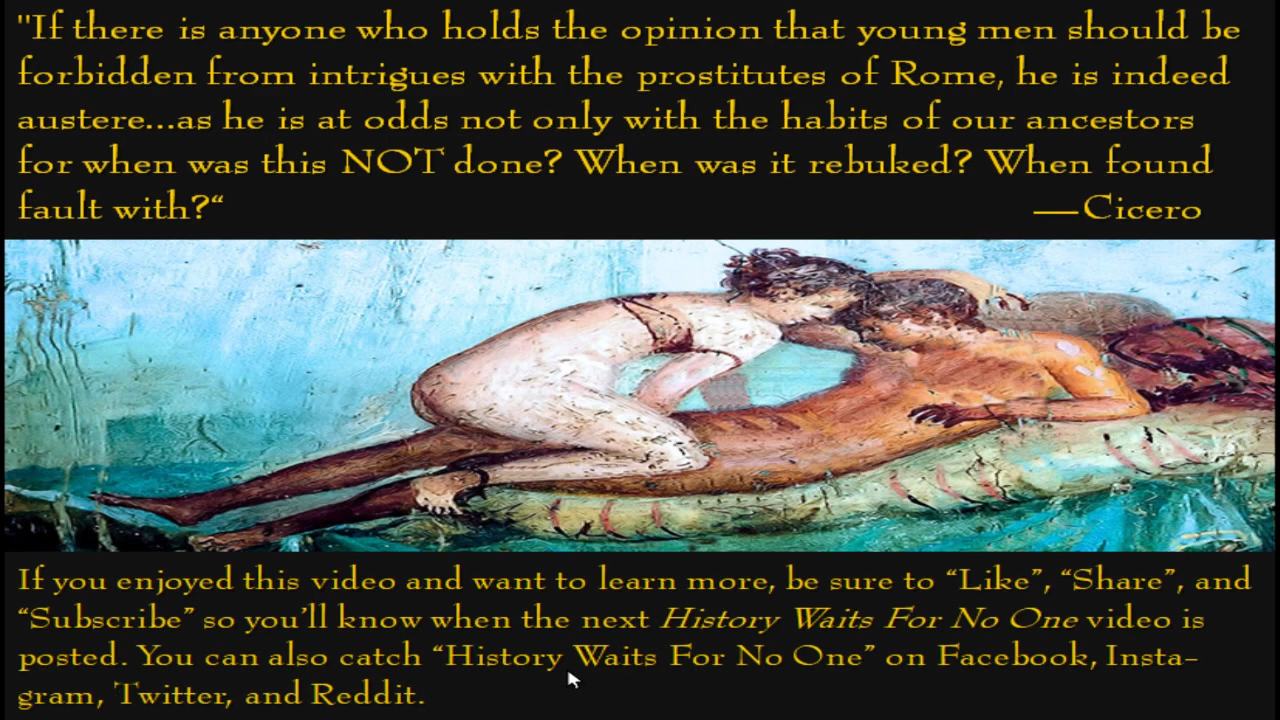 "If there is anyone who holds the opinion that young men should be
forbidden from intrigues with the prostitutes of Rome, he is indeed
austere...as he is at odds not only with the habits of our ancestors
for when was this NOT done? When was it rebuked? When found
fault with?“ —Cicero
If you enjoyed this video and want to learn more, be sure to “Like”, “Share”, and
“Subscribe” so you’ll know when the next History Waits For No One video is
posted. You can also catch “History Waits For No One” on Facebook, Insta-
gram, Twitter, and Reddit.